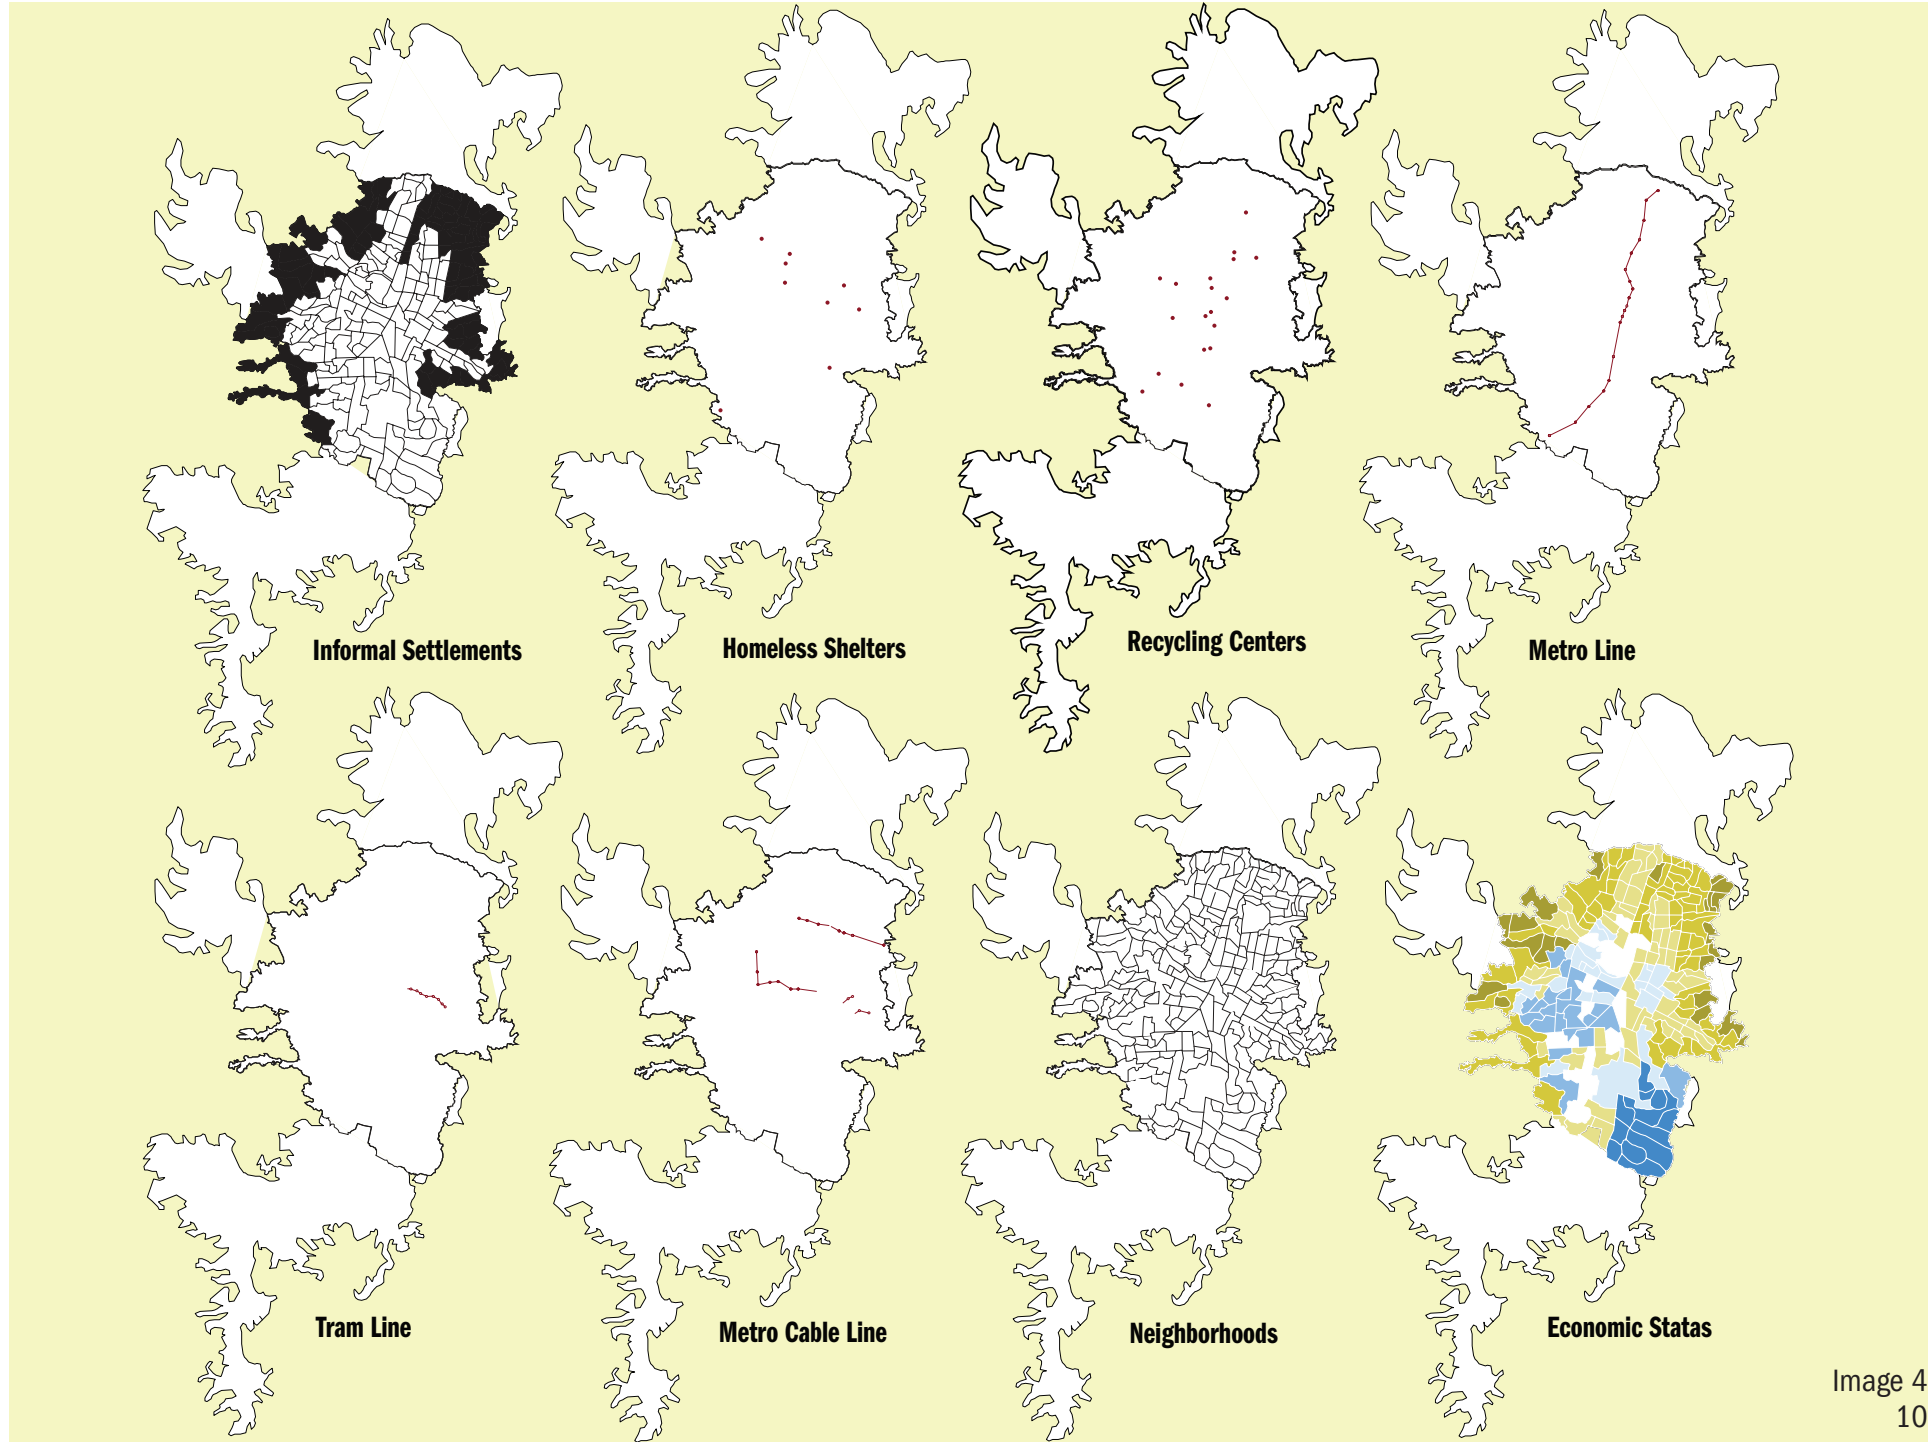 Informal Settlements
Homeless Shelters
Recycling Centers
Metro Line
Tram Line
Metro Cable Line
Neighborhoods
Economic Statas
Image 4
10